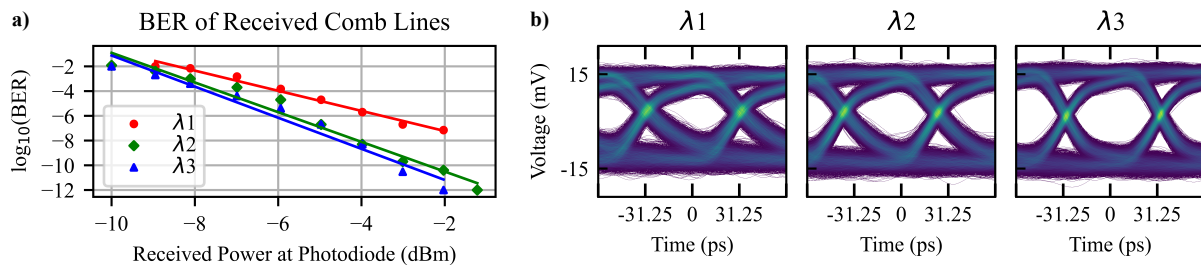 a)
BER of Received Comb Lines
log₁₀(BER)
−2
−4
−6
−8
−10
−12
λ1
λ2
λ3
−10
−8
−6
−4
−2
Received Power at Photodiode (dBm)
b)
λ1
λ2
λ3
Voltage (mV)
15
-15
-31.25 0 31.25
-31.25 0 31.25
-31.25 0 31.25
Time (ps)
Time (ps)
Time (ps)